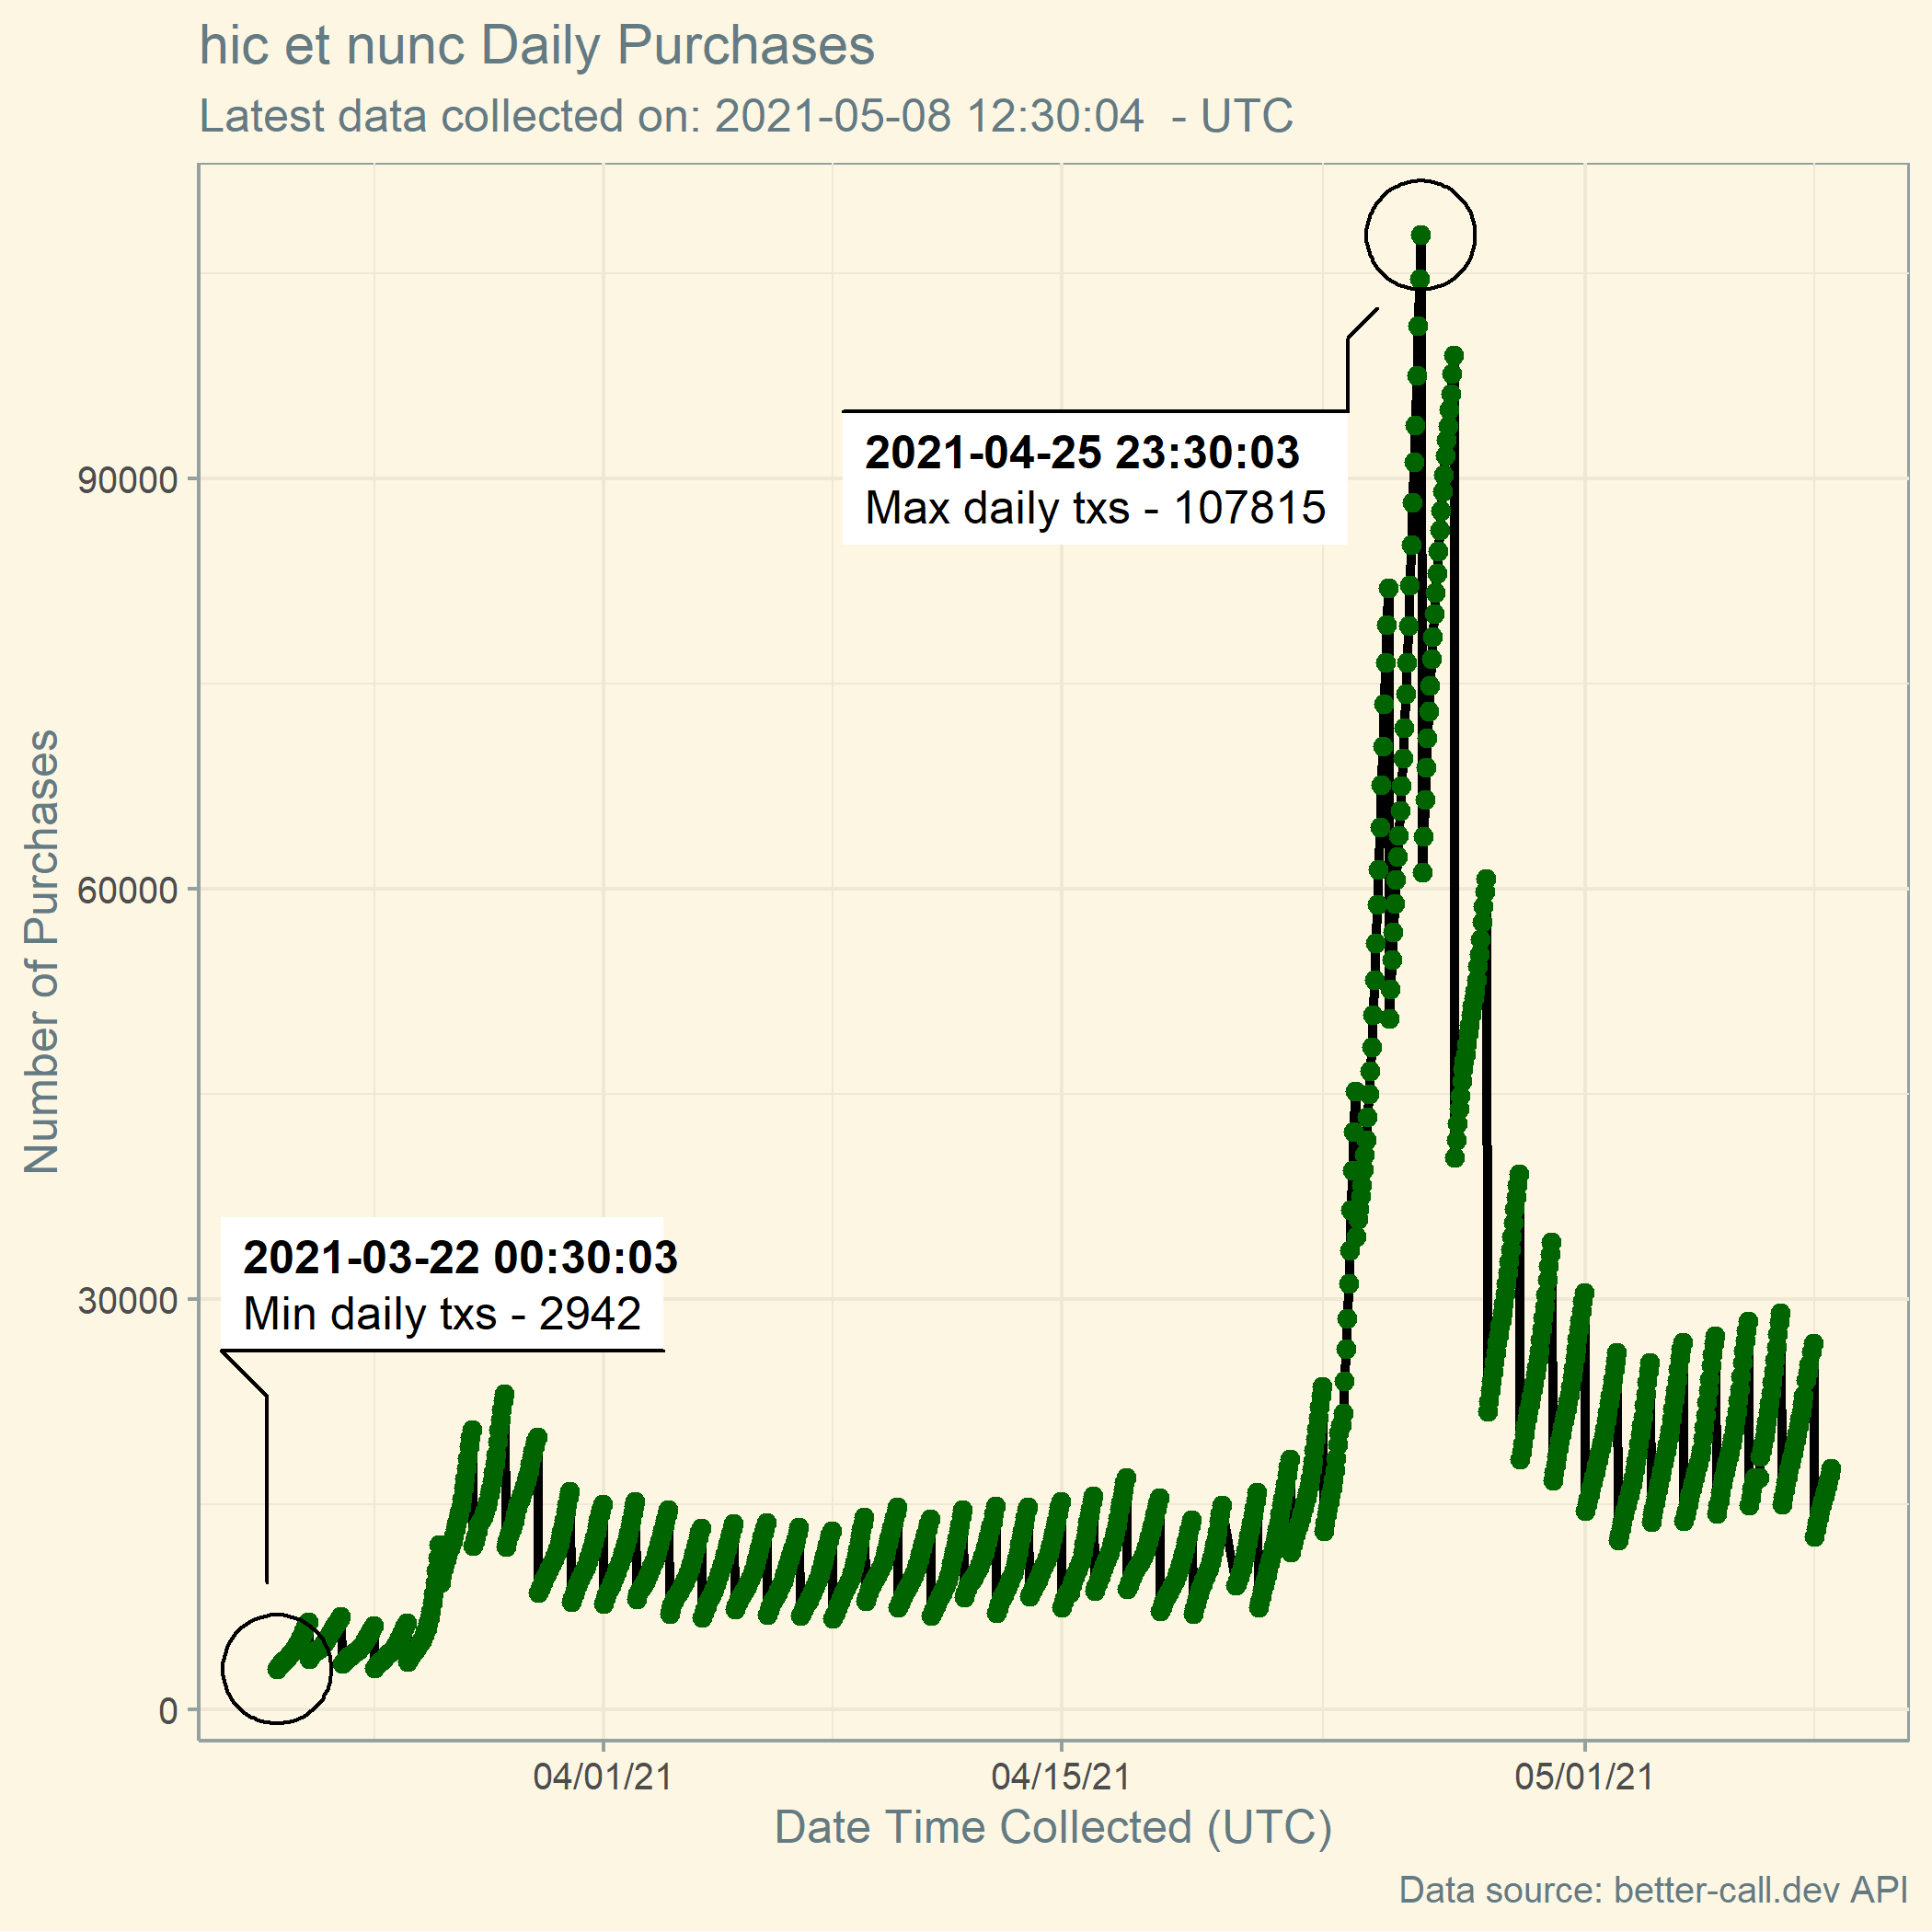 hic et nunc Daily Purchases
Latest data collected on: 2021-05-08 12:30:04  - UTC
Number of Purchases
90000
60000
30000
0
2021-04-25 23:30:03
Max daily txs - 107815
2021-03-22 00:30:03
Min daily txs - 2942
04/01/21
04/15/21
05/01/21
Date Time Collected (UTC)
Data source: better-call.dev API